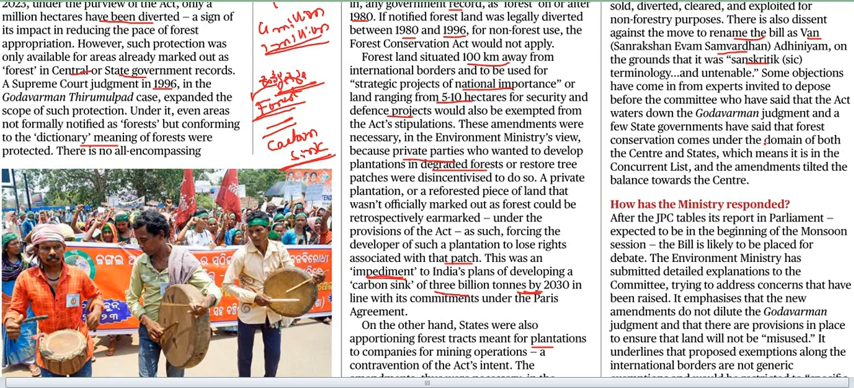 2023, under the purview of the Act, only a
million hectares have been diverted — a sign of
its impact in reducing the pace of forest
appropriation. However, such protection was
only available for areas already marked out as
'forest' in Central or State government records.
A Supreme Court judgment in 1996, in the
Godavarman Thirumulpad case, expanded the
scope of such protection. Under it, even areas
not formally notified as 'forests' but conforming
to the 'dictionary' meaning of forests were
protected. There is no all-encompassing
million
million
Forest
Carbon
sink
in, any government record, as 'forest' on or after
1980. If notified forest land was legally diverted
between 1980 and 1996, for non-forest use, the
Forest Conservation Act would not apply.
Forest land situated 100 km away from
international borders and to be used for
"strategic projects of national importance" or
land ranging from 5-10 hectares for security and
defence projects would also be exempted from
the Act's stipulations. These amendments were
necessary, in the Environment Ministry's view,
because private parties who wanted to develop
plantations in degraded forests or restore tree
patches were disincentivised to do so. A private
plantation, or a reforested piece of land that
wasn't officially marked out as forest could be
retrospectively earmarked — under the
provisions of the Act — as such, forcing the
developer of such a plantation to lose rights
associated with that patch. This was an
'impediment' to India's plans of developing a
'carbon sink' of three billion tonnes by 2030 in
line with its commitments under the Paris
Agreement.
On the other hand, States were also
apportioning forest tracts meant for plantations
to companies for mining operations — a
contravention of the Act's intent. The
sold, diverted, cleared, and exploited for
non-forestry purposes. There is also dissent
against the move to rename the bill as Van
(Sanrakshan Evam Samvardhan) Adhiniyam, on
the grounds that it was "sanskritik (sic)
terminology...and untenable." Some objections
have come in from experts invited to depose
before the committee who have said that the Act
waters down the Godavarman judgment and a
few State governments have said that forest
conservation comes under the domain of both
the Centre and States, which means it is in the
Concurrent List, and the amendments tilted the
balance towards the Centre.
How has the Ministry responded?
After the JPC tables its report in Parliament —
expected to be in the beginning of the Monsoon
session — the Bill is likely to be placed for
debate. The Environment Ministry has
submitted detailed explanations to the
Committee, trying to address concerns that have
been raised. It emphasises that the new
amendments do not dilute the Godavarman
judgment and that there are provisions in place
to ensure that land will not be "misused." It
underlines that proposed exemptions along the
international borders are not generic